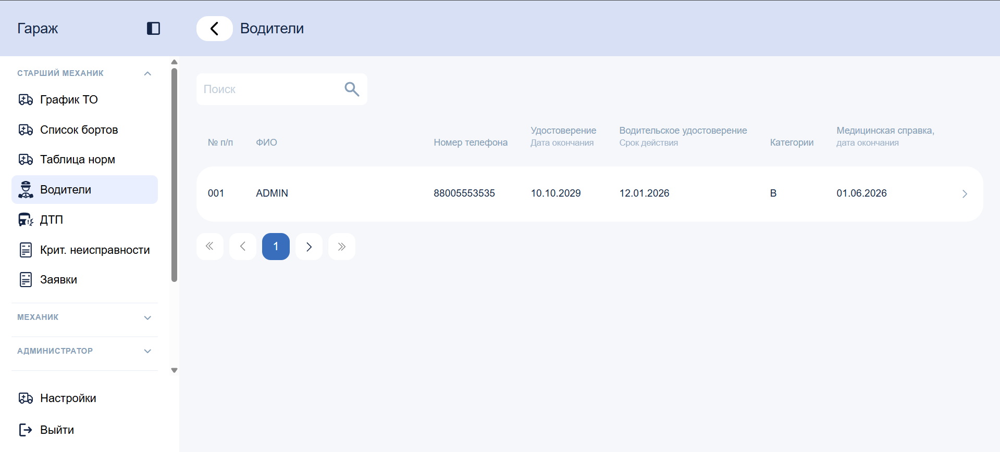 Гараж
Водители
СТАРШИЙ МЕХАНИК
График ТО
Список бортов
Таблица норм
Водители
ДТП
Крит. неисправности
Заявки
МЕХАНИК
АДМИНИСТРАТОР
Настройки
Выйти
Поиск
№ п/п
ФИО
Номер телефона
Удостоверение
Дата окончания
Водительское удостоверение
Срок действия
Категории
Медицинская справка,
дата окончания
001 ADMIN 88005553535 10.10.2029 12.01.2026 B 01.06.2026
1